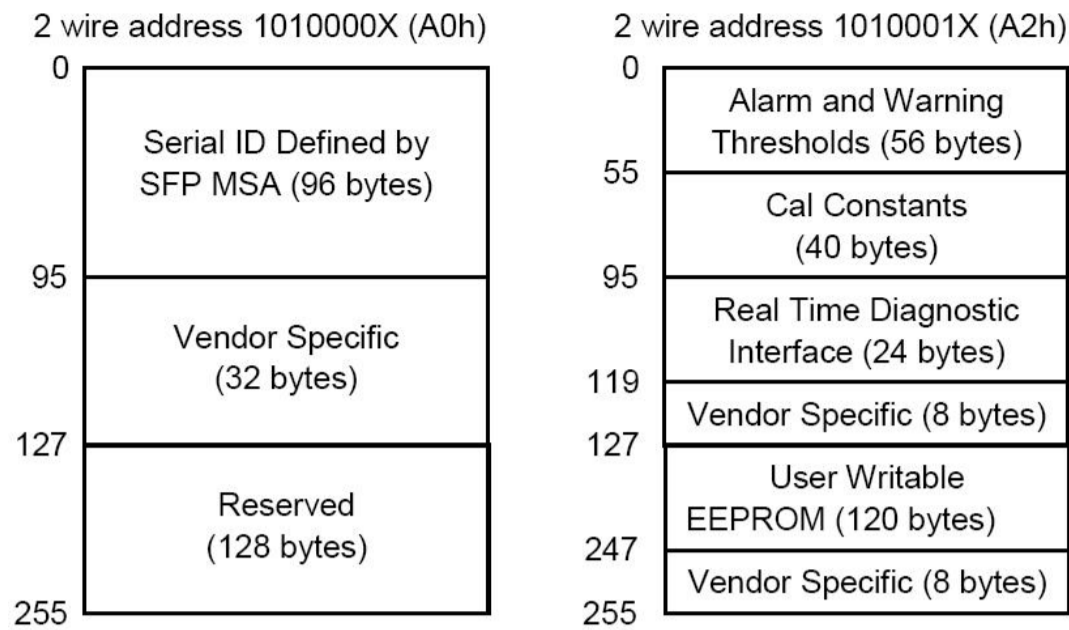 2 wire address 1010000X (A0h)
0
Serial ID Defined by
SFP MSA (96 bytes)
95
Vendor Specific
(32 bytes)
127
Reserved
(128 bytes)
255
2 wire address 1010001X (A2h)
0
Alarm and Warning
Thresholds (56 bytes)
55
Cal Constants
(40 bytes)
95
Real Time Diagnostic
Interface (24 bytes)
119
Vendor Specific (8 bytes)
127
User Writable
EEPROM (120 bytes)
247
Vendor Specific (8 bytes)
255